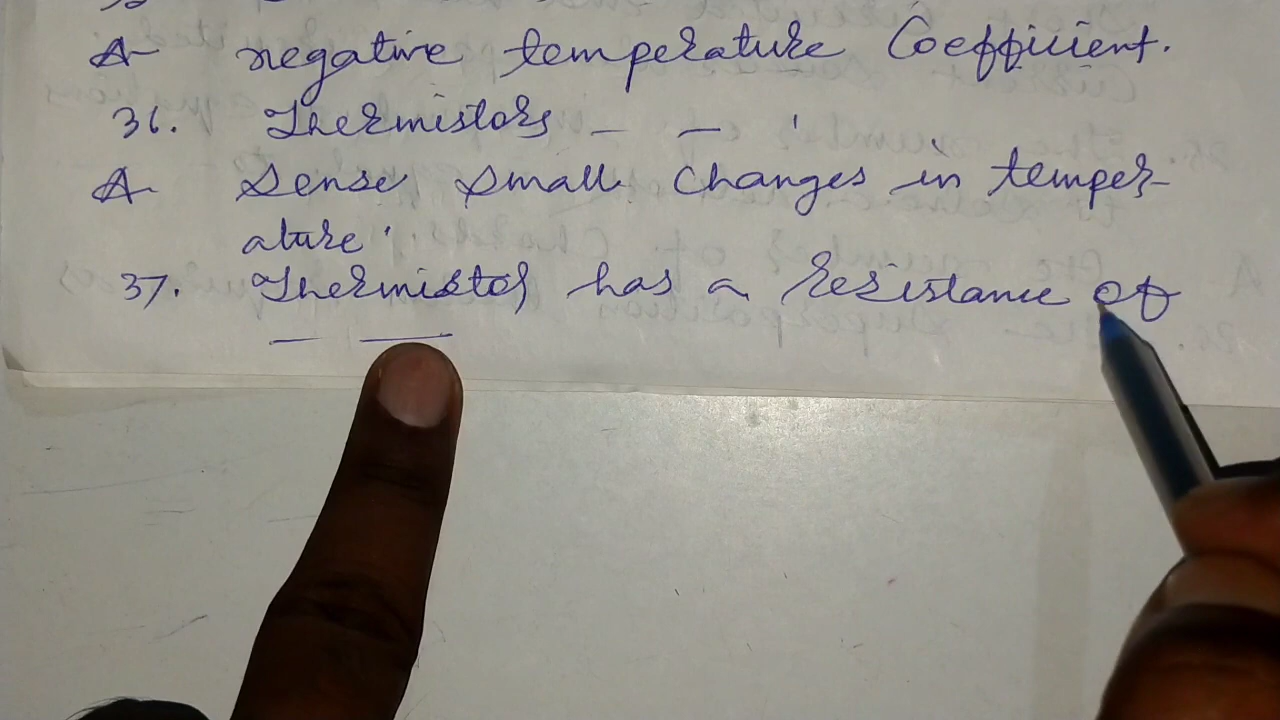 A negative temperature Coefficient.
36. Thermistors _ _ '
A Sense small changes in temper-
ature.
37. Thermistor has a resistance of
_ _